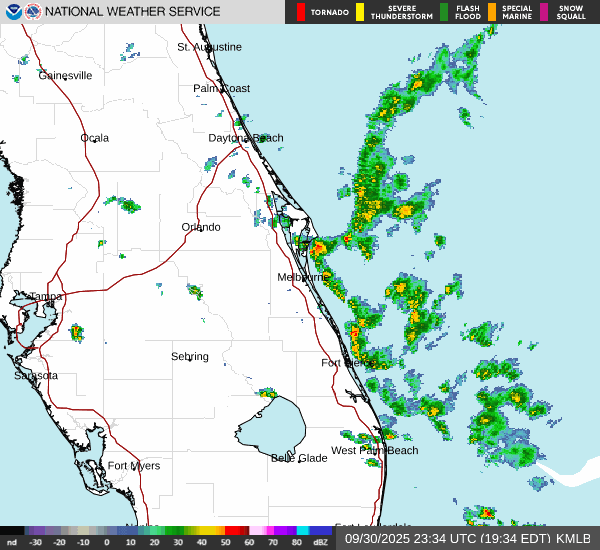 NATIONAL WEATHER SERVICE
TORNADO
SEVERE
THUNDERSTORM
FLASH
FLOOD
SPECIAL
MARINE
SNOW
SQUALL
St. Augustine
Gainesville
Palm Coast
Ocala
Daytona Beach
Orlando
Melbourne
Tampa
Sebring
Fort Pierce
Sarasota
West Palm Beach
Belle Glade
Fort Myers
Fort Lauderdale
nd -30 -20 -10 0 10 20 30 40 50 60 70 80 dBZ
09/30/2025 23:34 UTC (19:34 EDT) KMLB